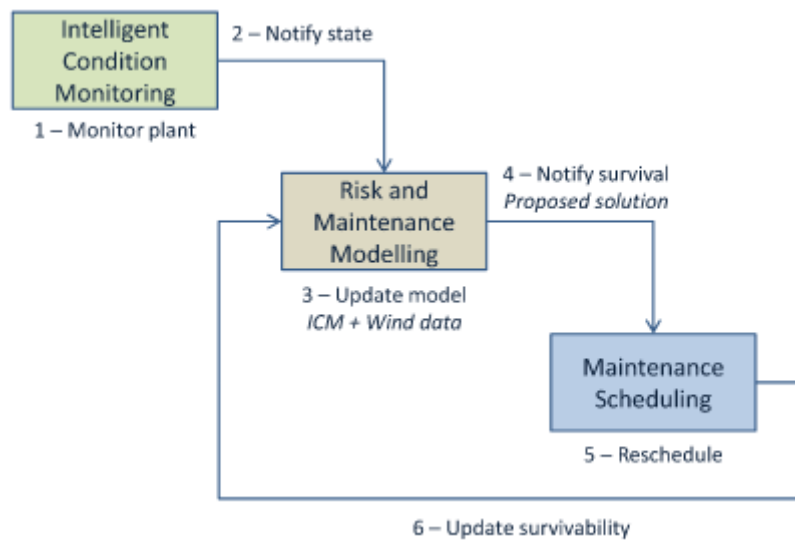 Intelligent
Condition
Monitoring
2 – Notify state
1 – Monitor plant
Risk and
Maintenance
Modelling
4 – Notify survival
Proposed solution
3 – Update model
ICM + Wind data
Maintenance
Scheduling
5 – Reschedule
6 – Update survivability